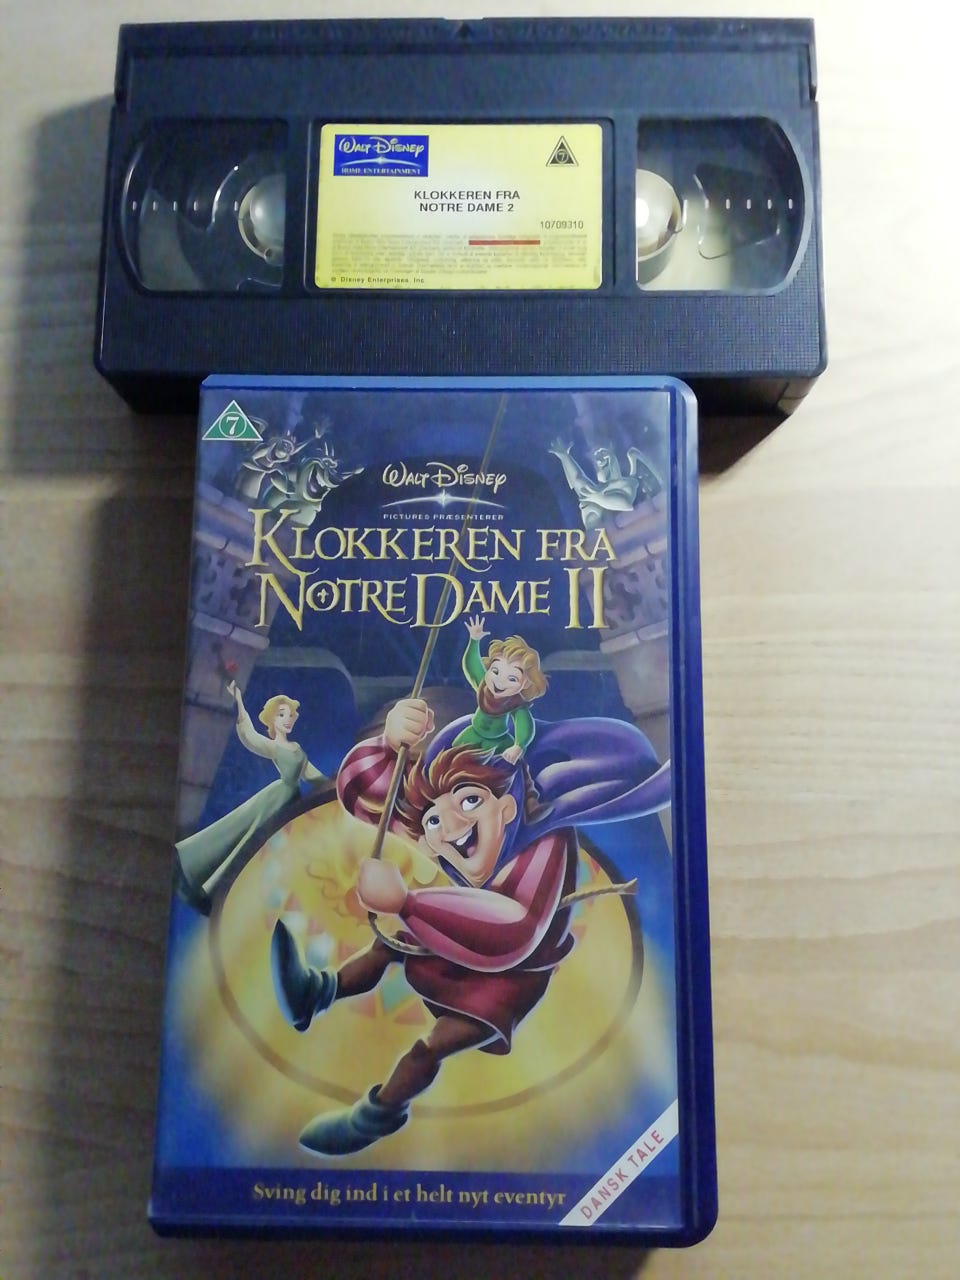 WALT DISNEY
HOME ENTERTAINMENT
7
KLOKKEREN FRA
NOTRE DAME 2
10709310
© Disney Enterprises, Inc.
7
WALT DISNEY
PICTURES PRÆSENTERER
KLOKKEREN FRA
NOTRE DAME II
Sving dig ind i et helt nyt eventyr
DANSK TALE